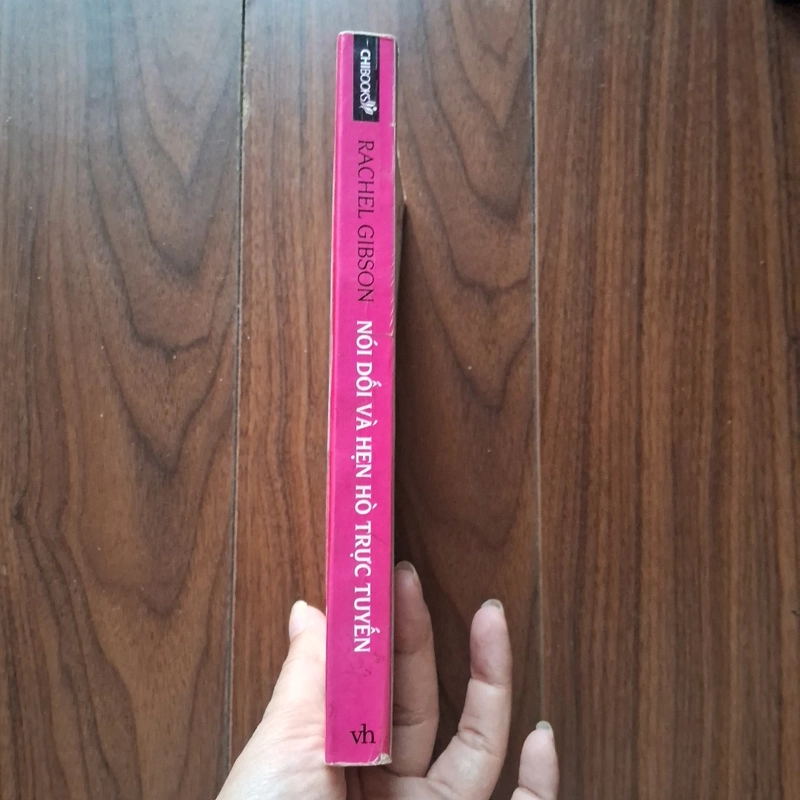 CHIBOOKS
RACHEL GIBSON
NÓI DỐI VÀ HẸN HÒ TRỰC TUYẾN
vh